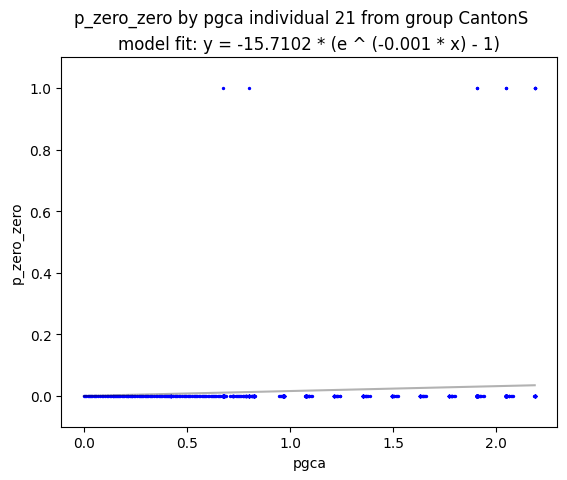 p_zero_zero by pgca individual 21 from group CantonS
model fit: y = -15.7102 * (e ^ (-0.001 * x) - 1)
1.0
0.8
0.6
0.4
0.2
0.0
p_zero_zero
0.0 0.5 1.0 1.5 2.0
pgca